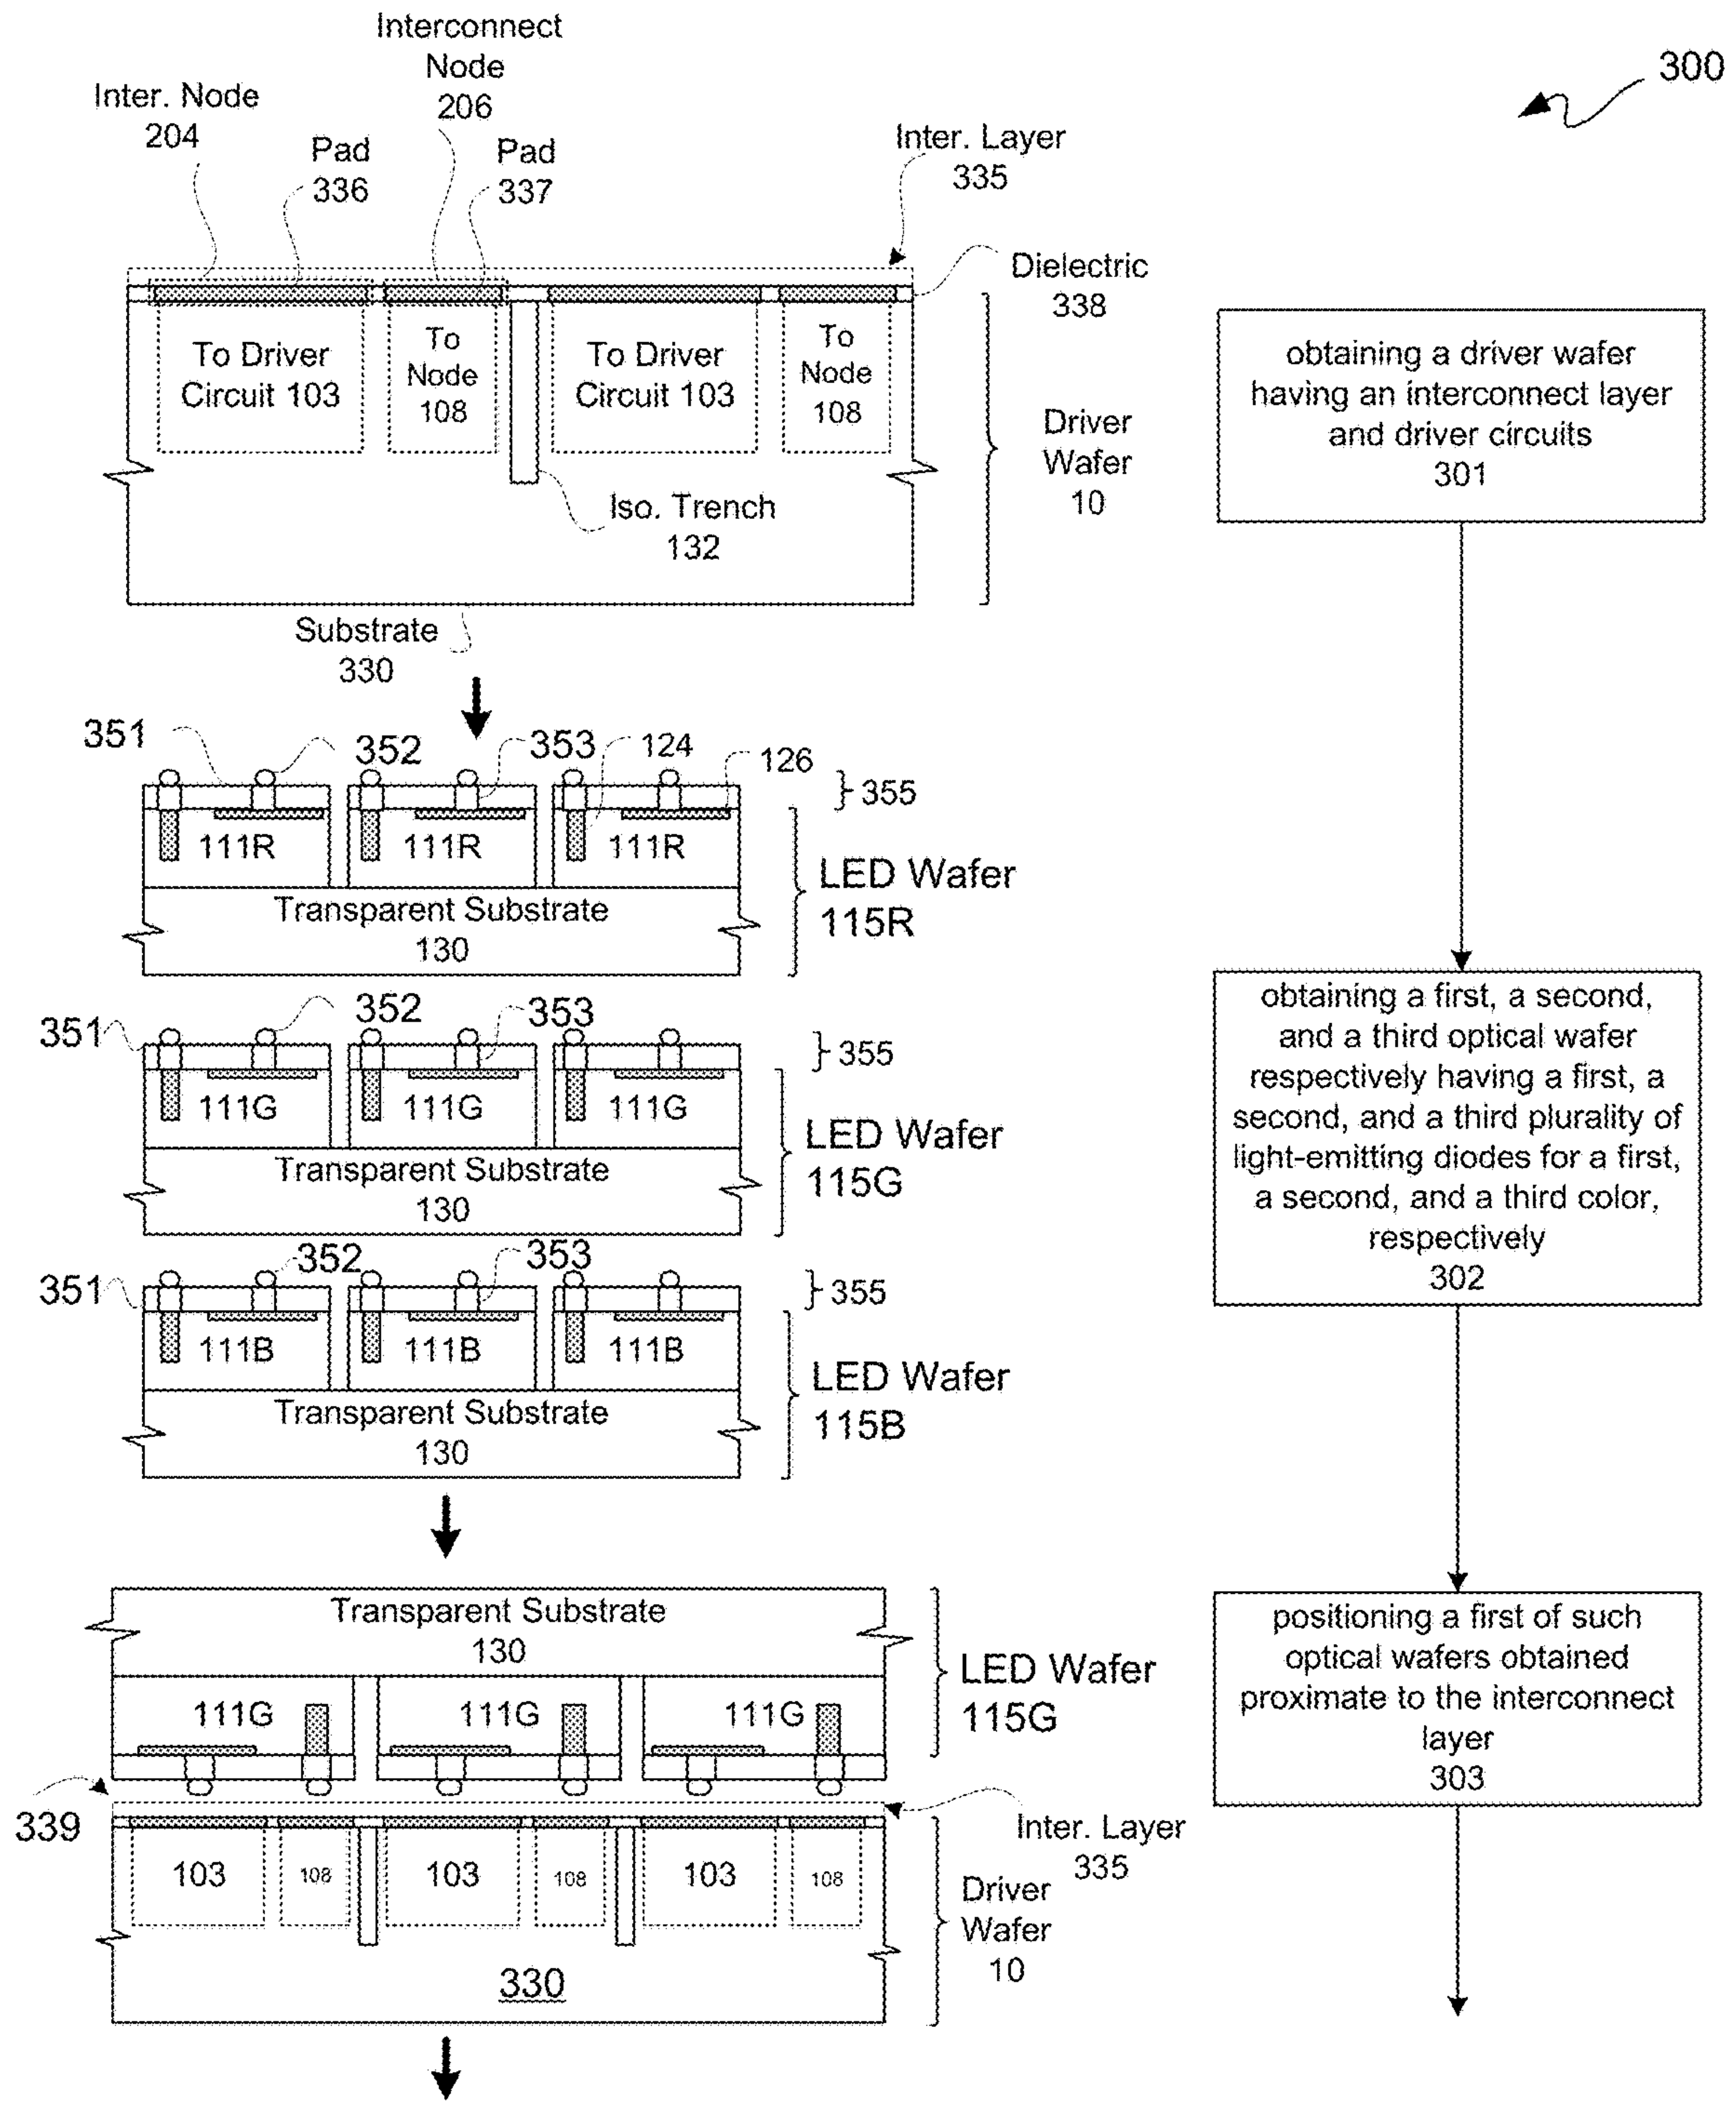 300
Interconnect
Node
206
Inter. Node
204
Pad
336
Pad
337
Inter. Layer
335
Dielectric
338
To Driver
Circuit 103
To
Node
108
To Driver
Circuit 103
To
Node
108
Driver
Wafer
10
Iso. Trench
132
Substrate
330
obtaining a driver wafer
having an interconnect layer
and driver circuits
301
351
352
353
124
126
355
111R
111R
111R
LED Wafer
115R
Transparent Substrate
130
351
352
353
355
111G
111G
111G
LED Wafer
115G
Transparent Substrate
130
351
352
353
355
111B
111B
111B
LED Wafer
115B
Transparent Substrate
130
obtaining a first, a second,
and a third optical wafer
respectively having a first, a
second, and a third plurality of
light-emitting diodes for a first,
a second, and a third color,
respectively
302
Transparent Substrate
130
111G
111G
111G
LED Wafer
115G
339
Inter. Layer
335
103
108
103
108
103
108
Driver
Wafer
10
330
positioning a first of such
optical wafers obtained
proximate to the interconnect
layer
303